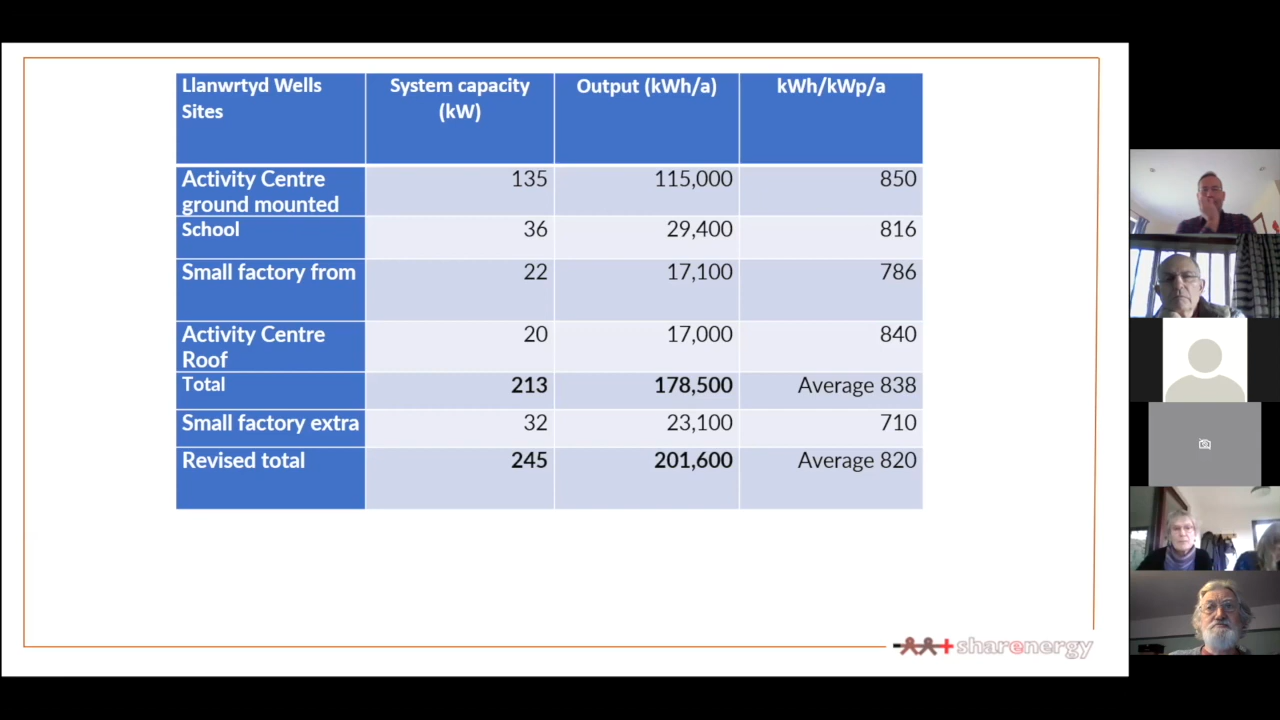 Llanwrtyd Wells Sites System capacity (kW) Output (kWh/a) kWh/kWp/a
Activity Centre ground mounted 135 115,000 850
School 36 29,400 816
Small factory from 22 17,100 786
Activity Centre Roof 20 17,000 840
Total 213 178,500 Average 838
Small factory extra 32 23,100 710
Revised total 245 201,600 Average 820
sharenergy